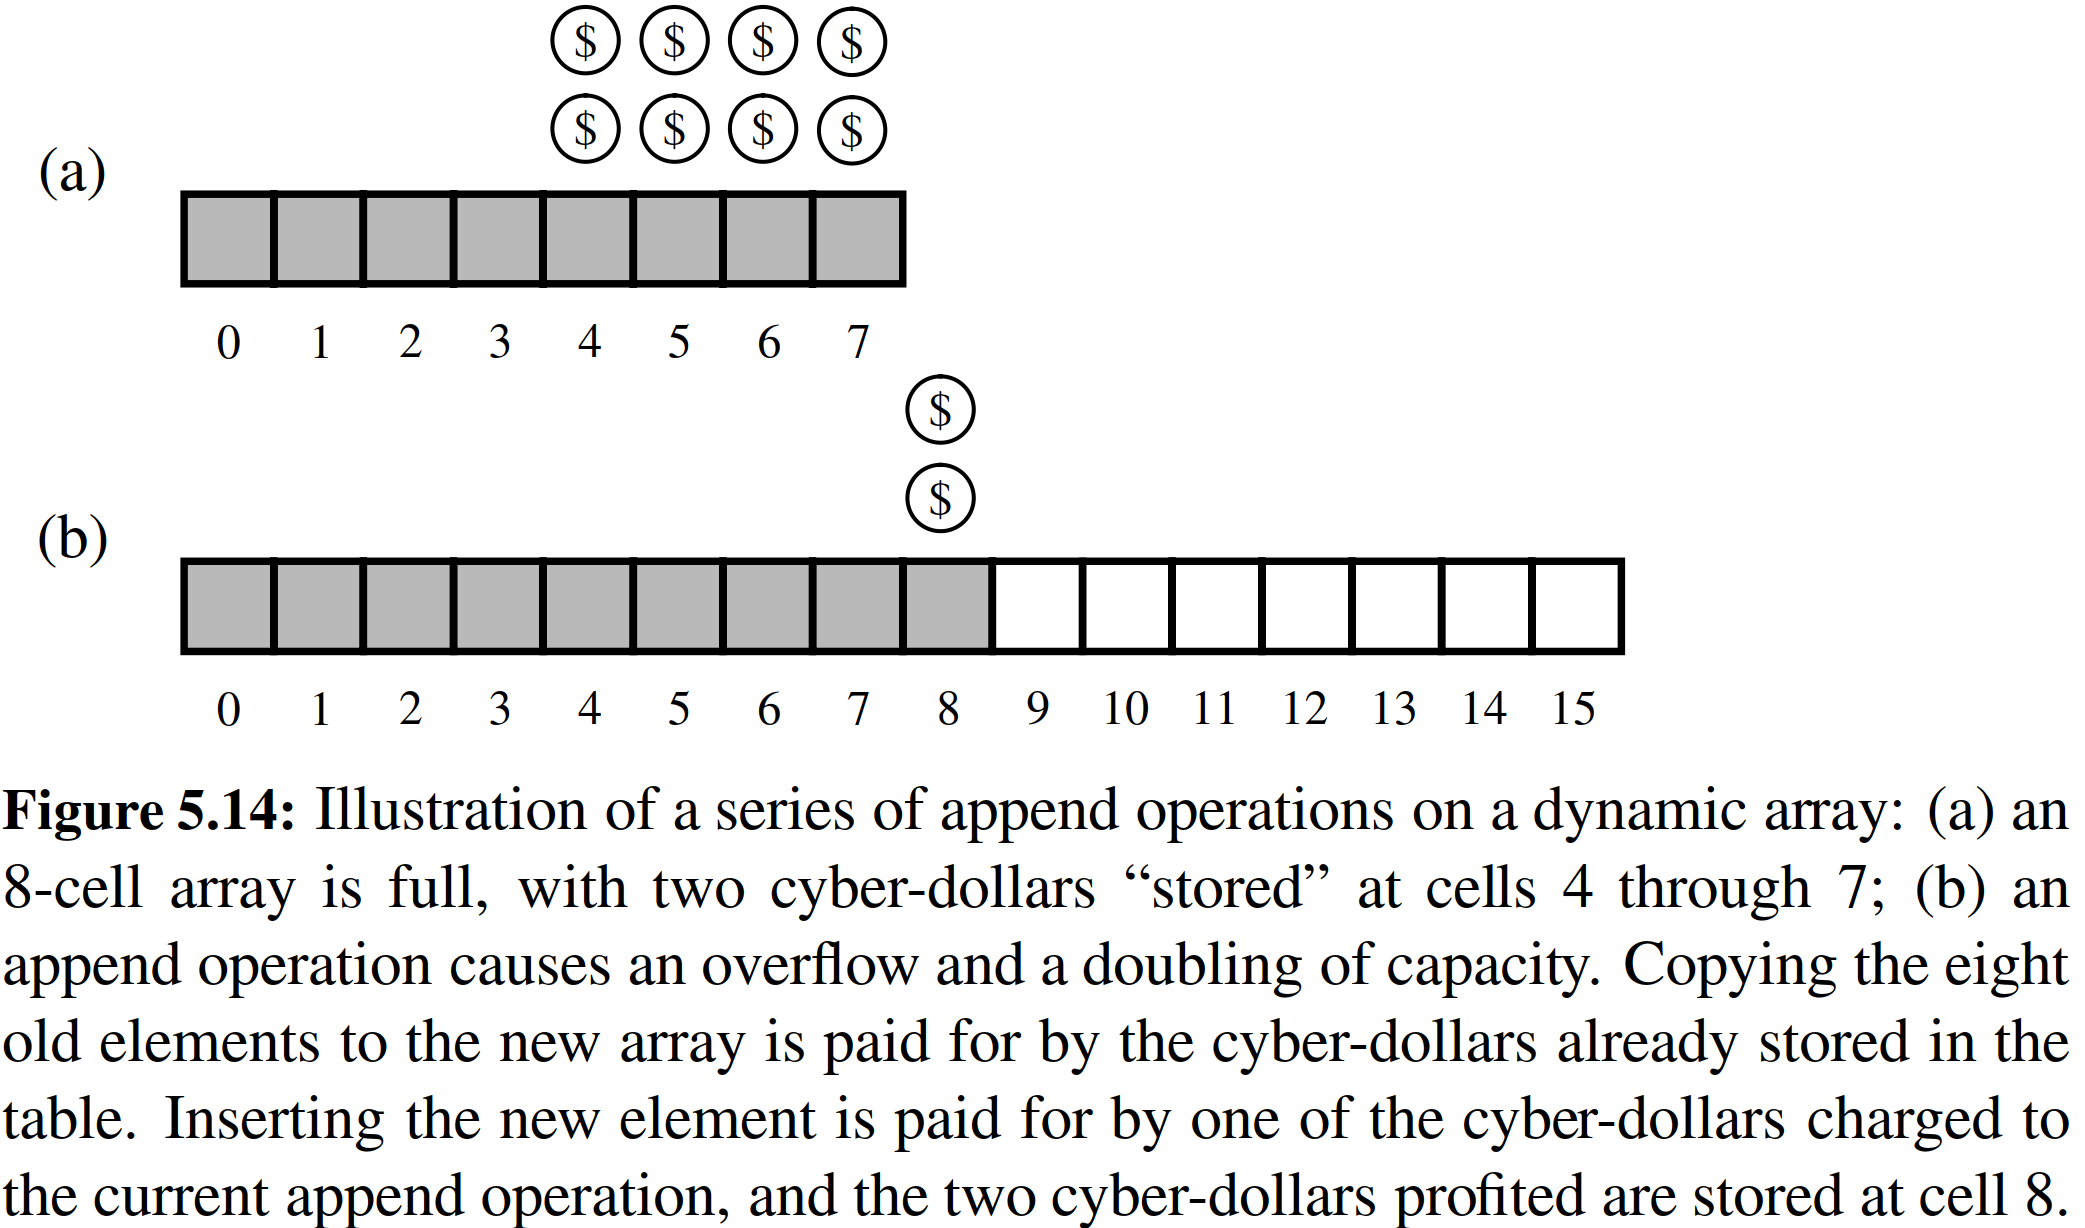 $ $ $ $
$ $ $ $
(a)
0 1 2 3 4 5 6 7
$
$
(b)
0 1 2 3 4 5 6 7 8 9 10 11 12 13 14 15
Figure 5.14: Illustration of a series of append operations on a dynamic array: (a) an
8-cell array is full, with two cyber-dollars “stored” at cells 4 through 7; (b) an
append operation causes an overflow and a doubling of capacity. Copying the eight
old elements to the new array is paid for by the cyber-dollars already stored in the
table. Inserting the new element is paid for by one of the cyber-dollars charged to
the current append operation, and the two cyber-dollars profited are stored at cell 8.